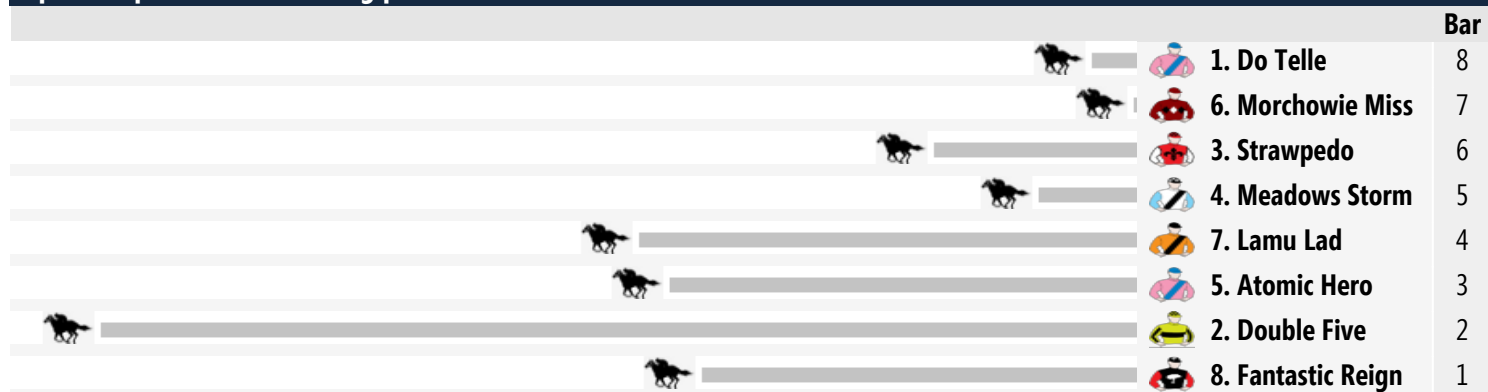 Bar
1. Do Telle 8
6. Morchowie Miss 7
3. Strawpedo 6
4. Meadows Storm 5
7. Lamu Lad 4
5. Atomic Hero 3
2. Double Five 2
8. Fantastic Reign 1